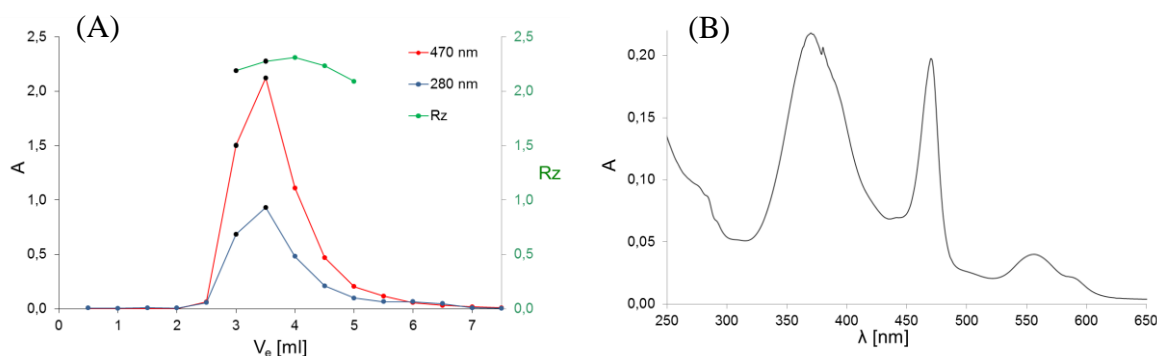 (A)
2,5
2,0
1,5
1,0
0,5
0,0
A
0 1 2 3 4 5 6 7
Vₑ [ml]
470 nm
280 nm
Rz
2,5
2,0
1,5
1,0
0,5
0,0
Rz
(B)
0,20
0,15
0,10
0,05
0,00
A
250 300 350 400 450 500 550 600 650
λ [nm]